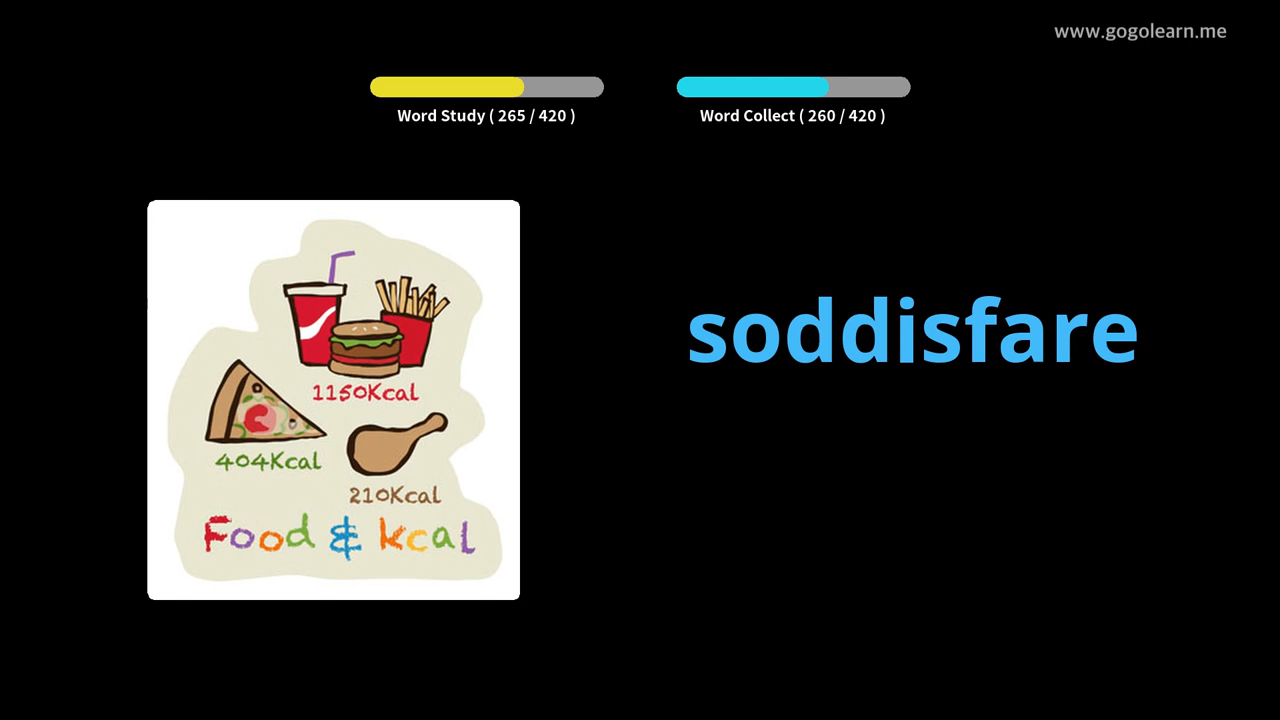 www.gogolearn.me
Word Study ( 265 / 420 )
Word Collect ( 260 / 420 )
1150Kcal
404Kcal
210Kcal
Food & kcal
soddisfare